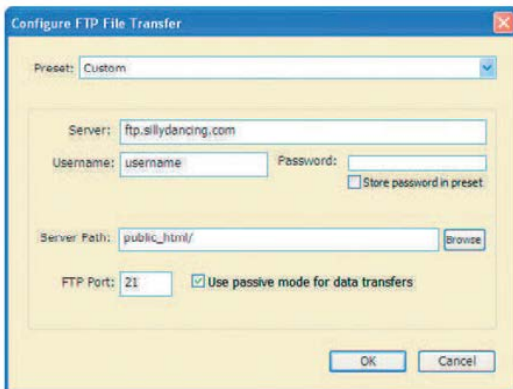 Configure FTP File Transfer
Preset: Custom
Server: ftp.sillydancing.com
Username: username Password:
Store password in preset
Server Path: public_html/ Browse
FTP Port: 21 Use passive mode for data transfers
OK Cancel